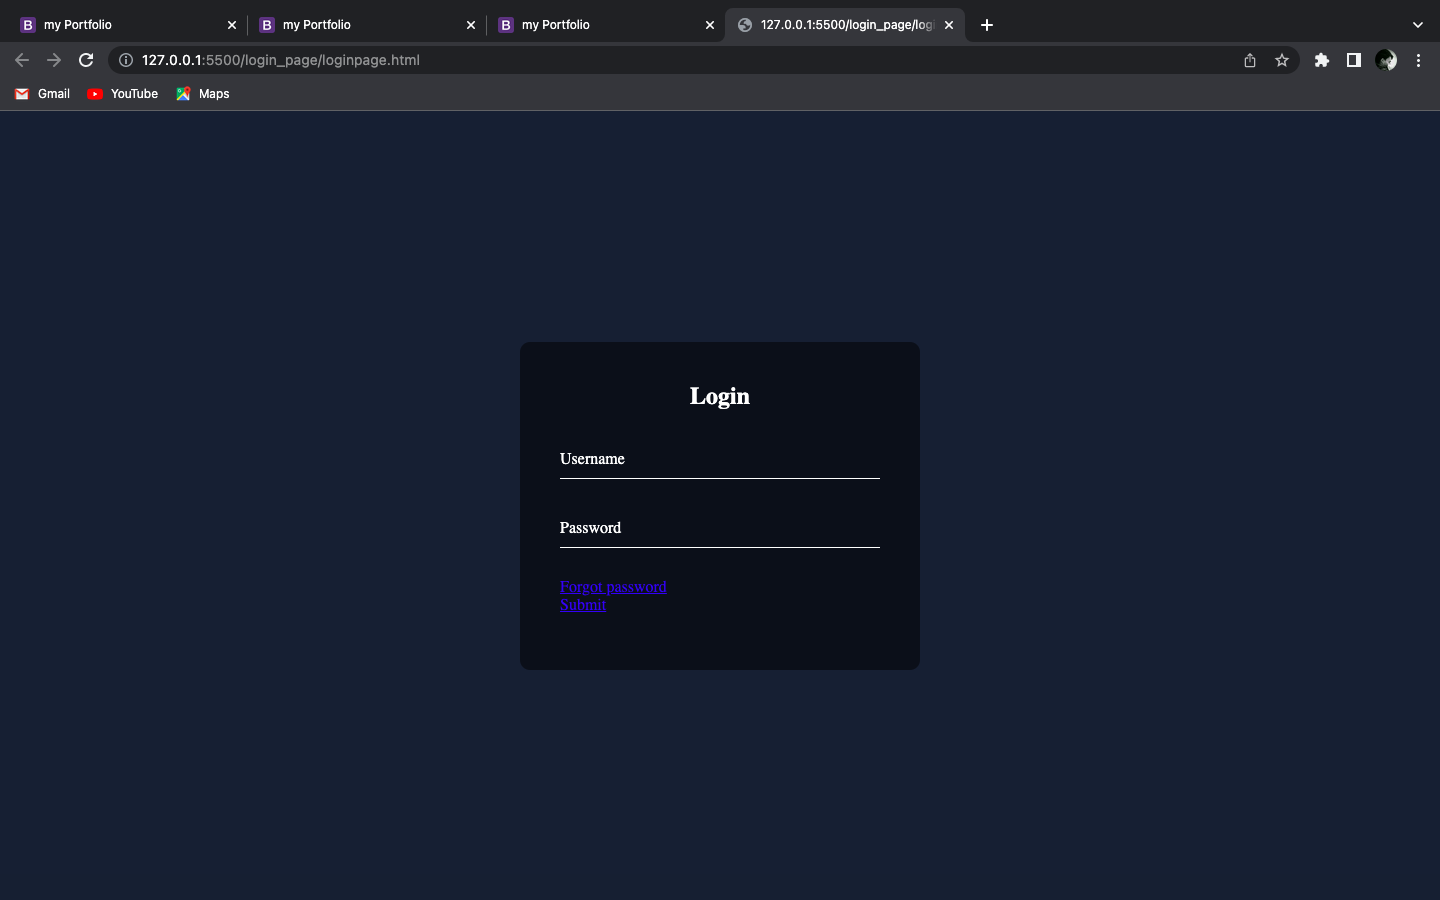 B my Portfolio
B my Portfolio
B my Portfolio
127.0.0.1:5500/login_page/log
127.0.0.1:5500/login_page/loginpage.html
Gmail
YouTube
Maps
Login
Username
Password
Forgot password
Submit